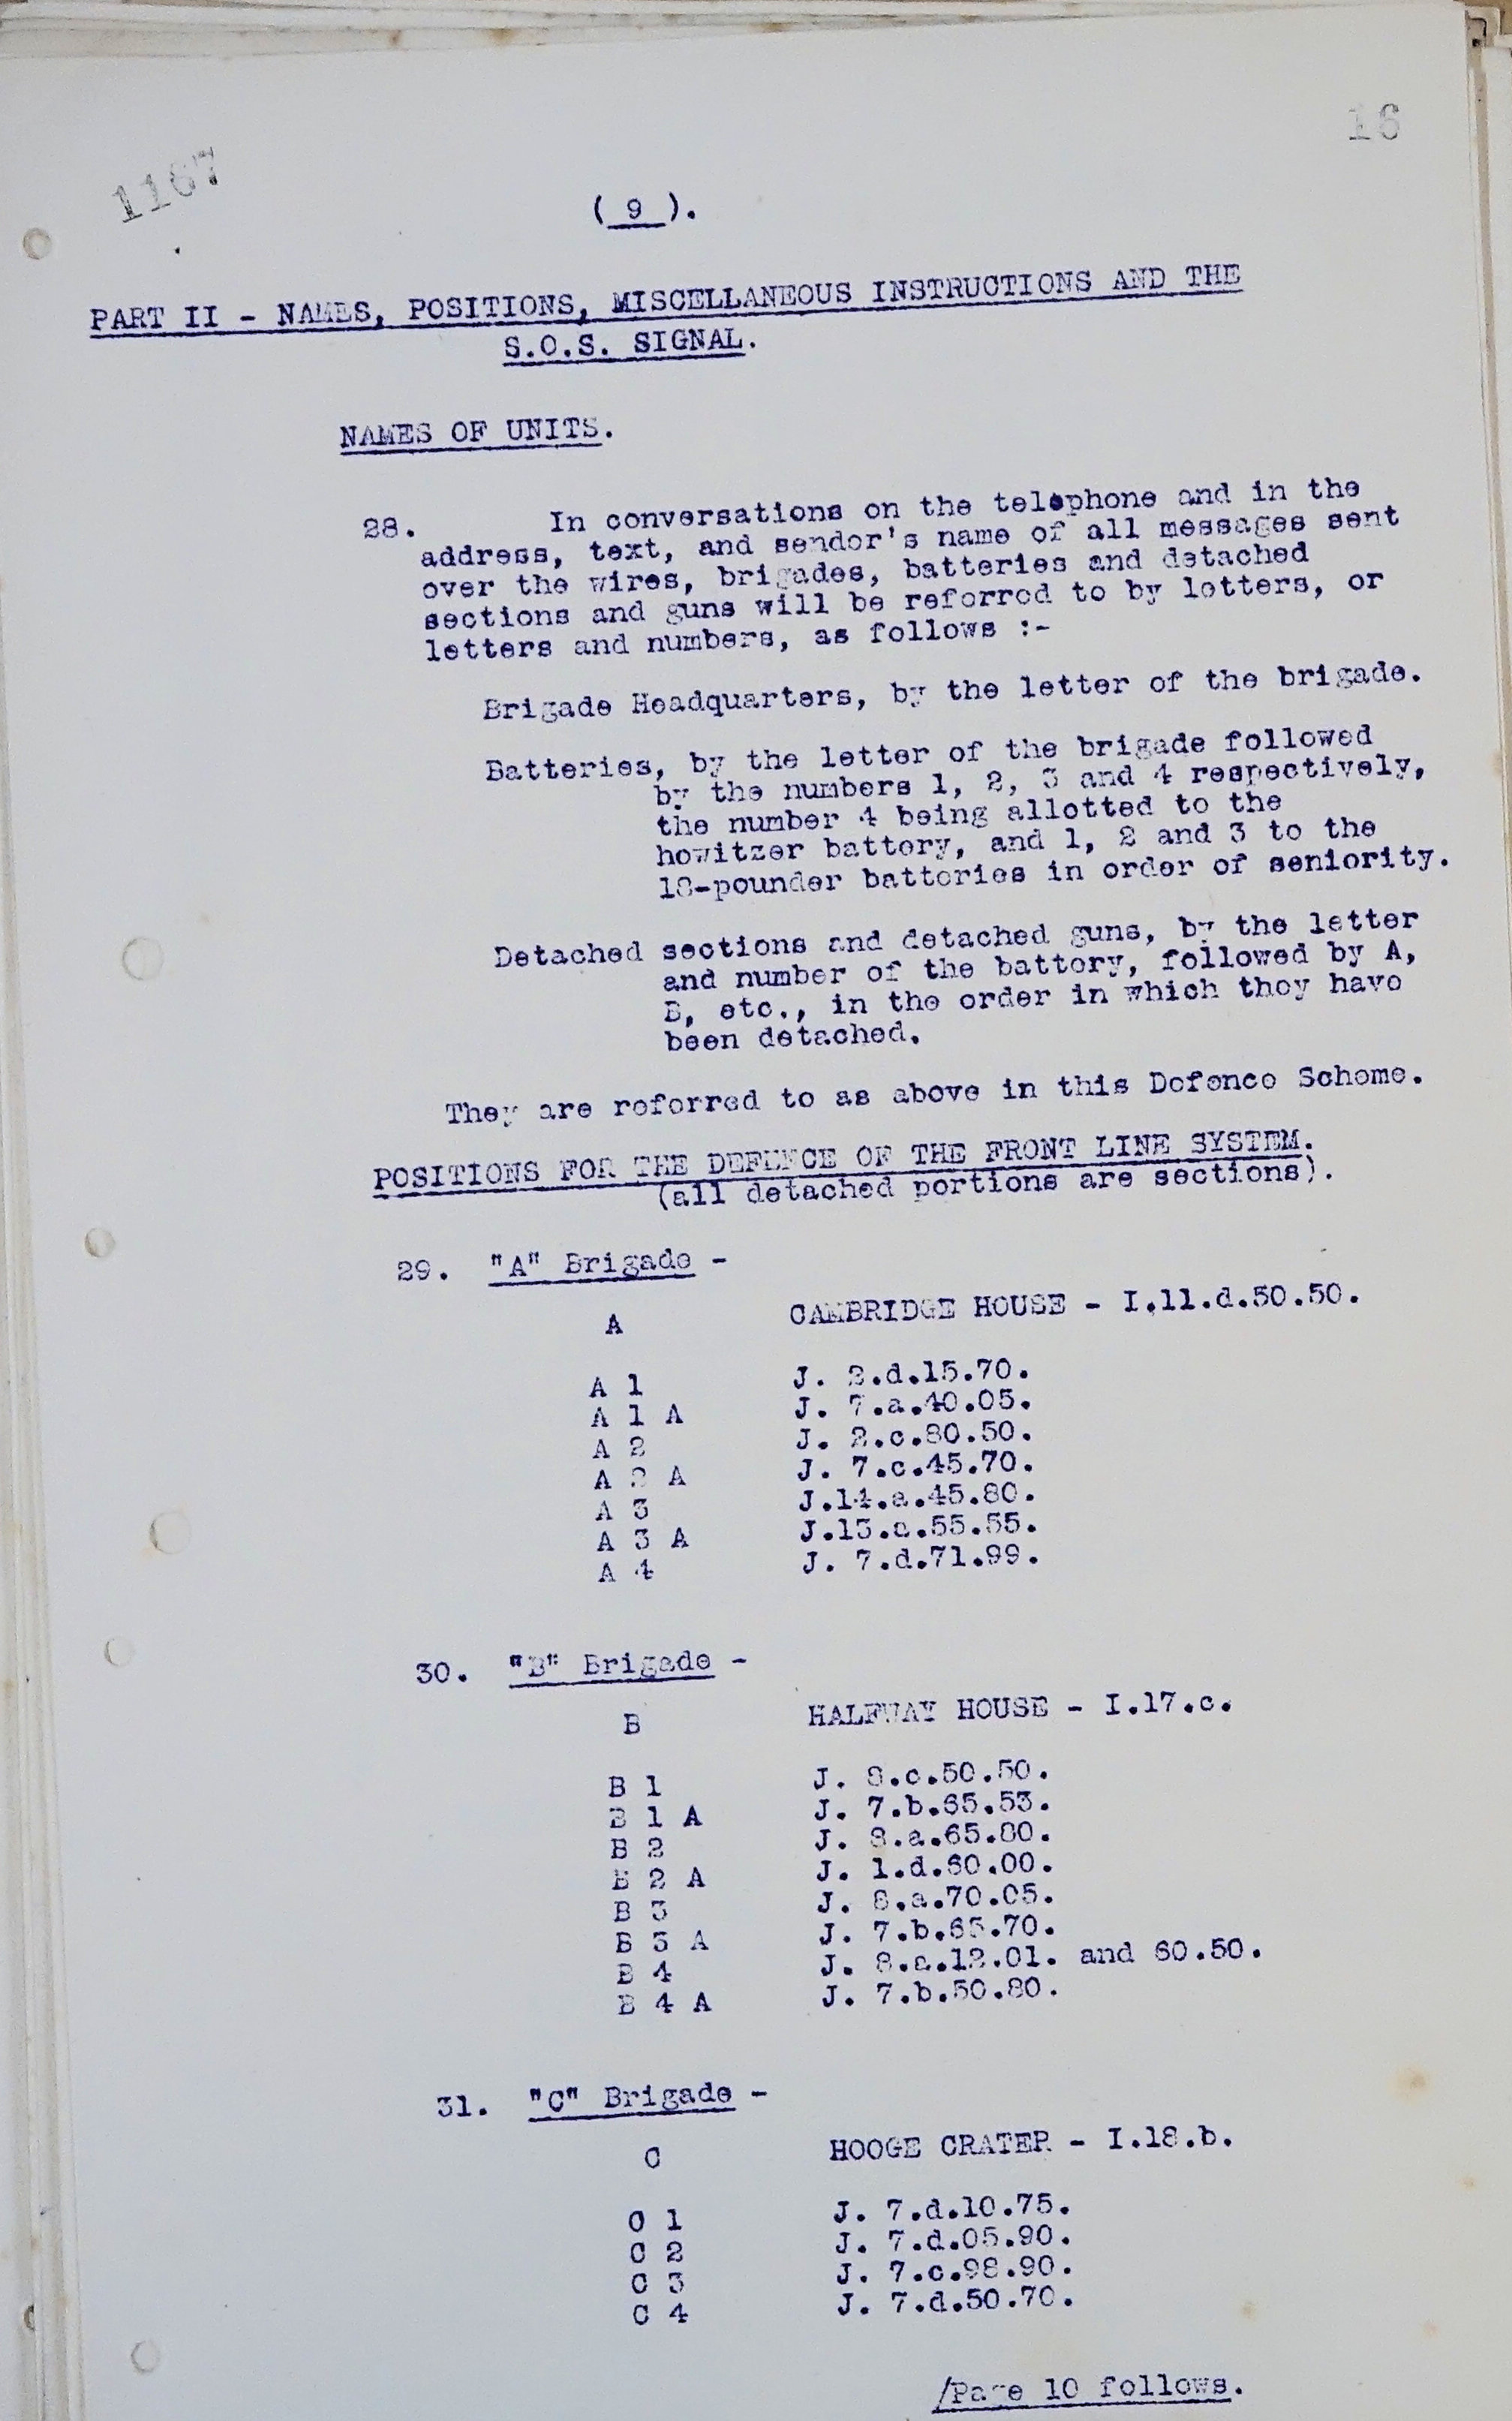 16
1167
( 9 ).
PART II - NAMES, POSITIONS, MISCELLANEOUS INSTRUCTIONS AND THE
S.O.S. SIGNAL.
NAMES OF UNITS.
28. In conversations on the telephone and in the
address, text, and sendor's name of all messages sent
over the wires, brigades, batteries and detached
sections and guns will be referred to by letters, or
letters and numbers, as follows :-
Brigade Headquarters, by the letter of the brigade.
Batteries, by the letter of the brigade followed
by the numbers 1, 2, 3 and 4 respectively,
the number 4 being allotted to the
howitzer battery, and 1, 2 and 3 to the
18-pounder batteries in order of seniority.
Detached sections and detached guns, by the letter
and number of the battery, followed by A,
B, etc., in the order in which they have
been detached.
They are referred to as above in this Defence Scheme.
POSITIONS FOR THE DEFENCE OF THE FRONT LINE SYSTEM.
(all detached portions are sections).
29. "A" Brigade -
A CAMBRIDGE HOUSE - I.11.d.50.50.
A 1 J. 2.d.15.70.
A 1 A J. 7.a.40.05.
A 2 J. 2.c.80.50.
A 2 A J. 7.c.45.70.
A 3 J.14.a.45.80.
A 3 A J.13.a.55.55.
A 4 J. 7.d.71.99.
30. "B" Brigade -
B HALFWAY HOUSE - I.17.c.
B 1 J. 8.c.50.50.
B 1 A J. 7.b.65.53.
B 2 J. 8.a.65.80.
B 2 A J. 1.d.60.00.
B 3 J. 8.a.70.05.
B 3 A J. 7.b.65.70.
B 4 J. 8.a.12.01. and 60.50.
B 4 A J. 7.b.50.80.
31. "C" Brigade -
C HOOGE CRATER - I.18.b.
C 1 J. 7.d.10.75.
C 2 J. 7.d.05.90.
C 3 J. 7.c.98.90.
C 4 J. 7.d.50.70.
/Page 10 follows.